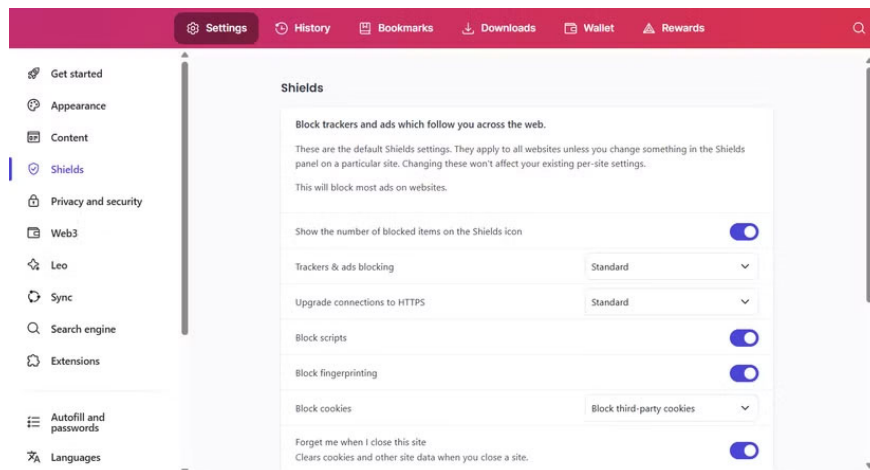 Settings
History
Bookmarks
Downloads
Wallet
Rewards
Get started
Appearance
Content
Shields
Privacy and security
Web3
Leo
Sync
Search engine
Extensions
Autofill and
passwords
Languages
Shields
Block trackers and ads which follow you across the web.
These are the default Shields settings. They apply to all websites unless you change something in the Shields
panel on a particular site. Changing these won't affect your existing per-site settings.
This will block most ads on websites.
Show the number of blocked items on the Shields icon
Trackers & ads blocking
Standard
Upgrade connections to HTTPS
Standard
Block scripts
Block fingerprinting
Block cookies
Block third-party cookies
Forget me when I close this site
Clears cookies and other site data when you close a site.